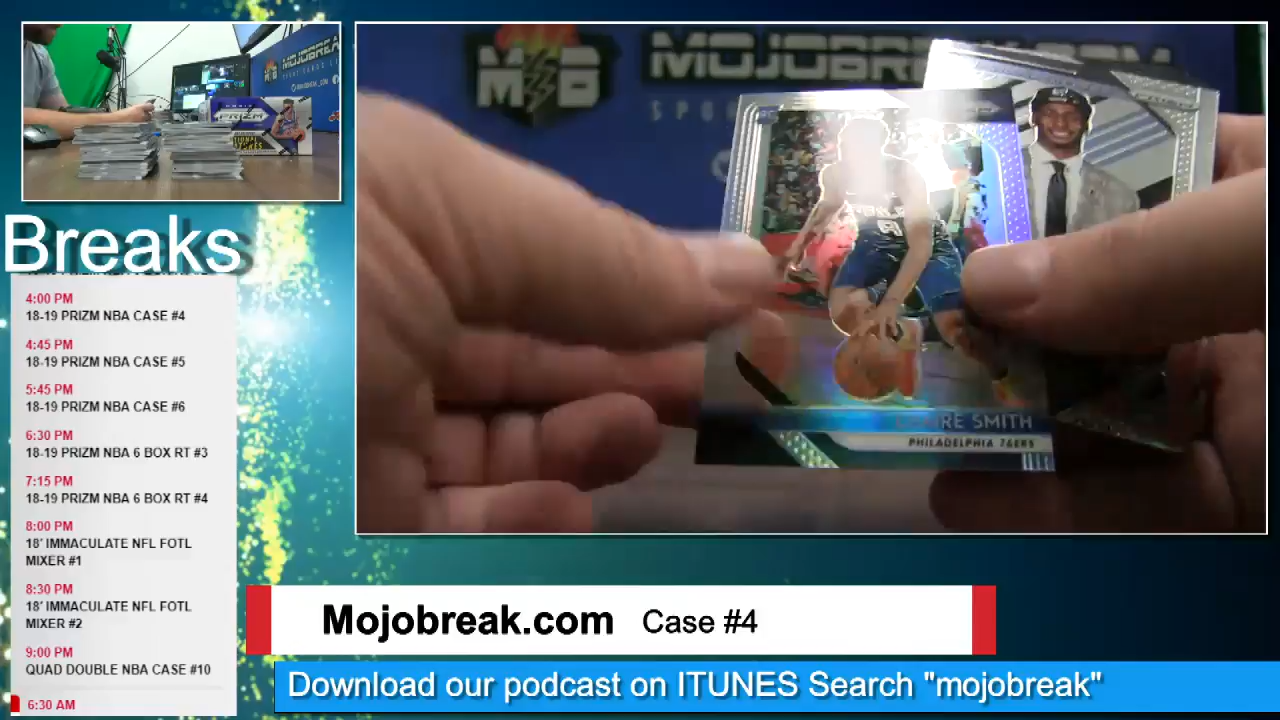 MOJOBREAK.COM
MB
Breaks
4:00 PM
18-19 PRIZM NBA CASE #4
4:45 PM
18-19 PRIZM NBA CASE #5
5:45 PM
18-19 PRIZM NBA CASE #6
6:30 PM
18-19 PRIZM NBA 6 BOX RT #3
7:15 PM
18-19 PRIZM NBA 6 BOX RT #4
8:00 PM
18' IMMACULATE NFL FOTL
MIXER #1
8:30 PM
18' IMMACULATE NFL FOTL
MIXER #2
9:00 PM
QUAD DOUBLE NBA CASE #10
6:30 AM
SMITH
PHILADELPHIA 76ERS
Mojobreak.com Case #4
Download our podcast on ITUNES Search "mojobreak"